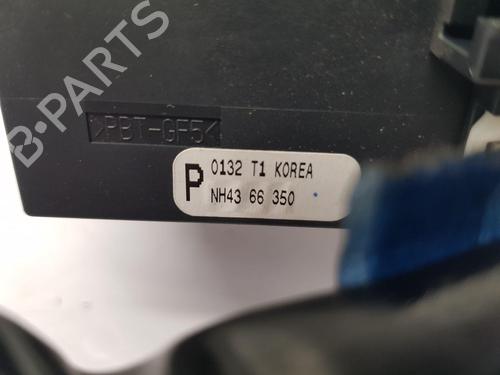 B-PARTS
>PBT-GF5<
P
0132 T1 KOREA
NH43 66 350